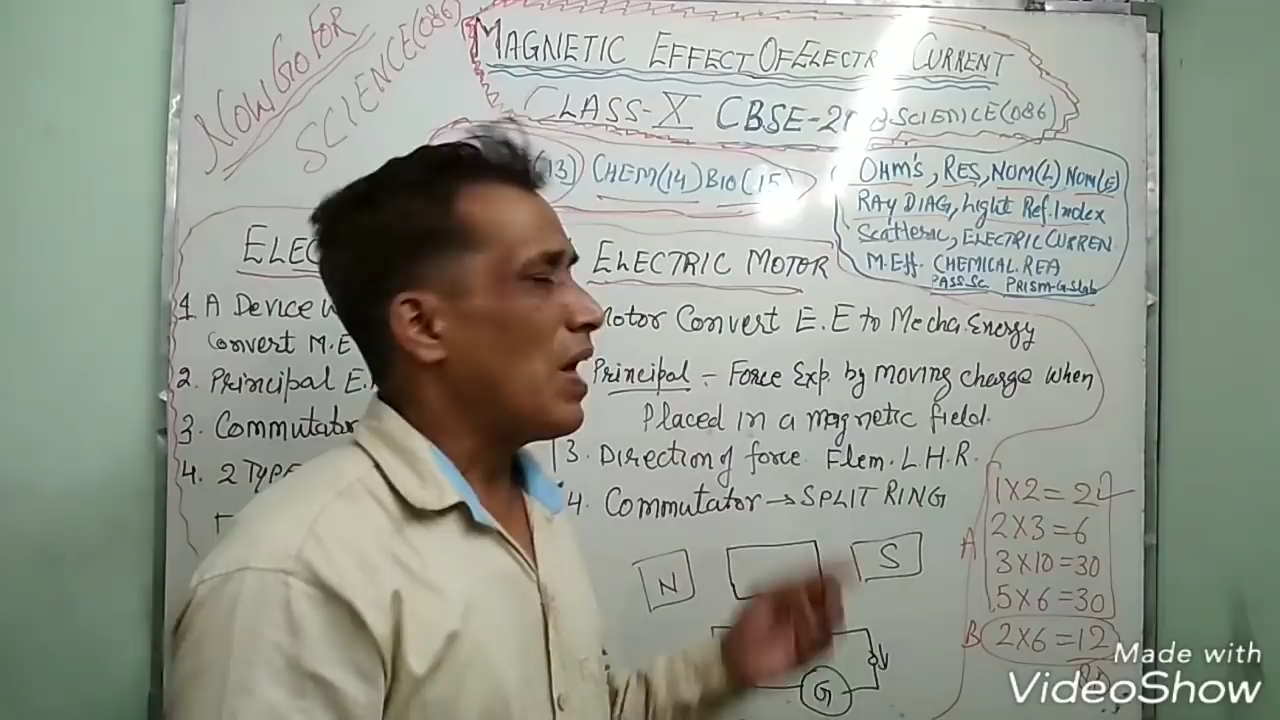 NOW GO FOR
SCIENCE(086)
MAGNETIC EFFECT OF ELECTR CURRENT
CLASS-X CBSE-2 SCIENCE(086)
(13) CHEM(14) BIO(15)
OHM'S, RES, NOM(L) NOM(E)
RAY DIAG, Light Ref. Index
ELECTRIC CURREN.
M.Eff. CHEMICAL.REA
PASS.Sc. PRISM-G.Slab
ELEC
1. A Device w
Convert M.E
2. Principal E.
3. Commutator
4. 2 TYPE
ELECTRIC MOTOR
Motor Convert E.E to Mecha.Energy
Principal - Force Exp. by moving charge when
Placed in a magnetic field.
3. Direction of force Flem. L.H.R.
4. Commutator → SPLIT RING
N
S
G
A
1X2=2
2X3=6
3X10=30
5X6=30
B 2X6=12
Made with
VideoShow